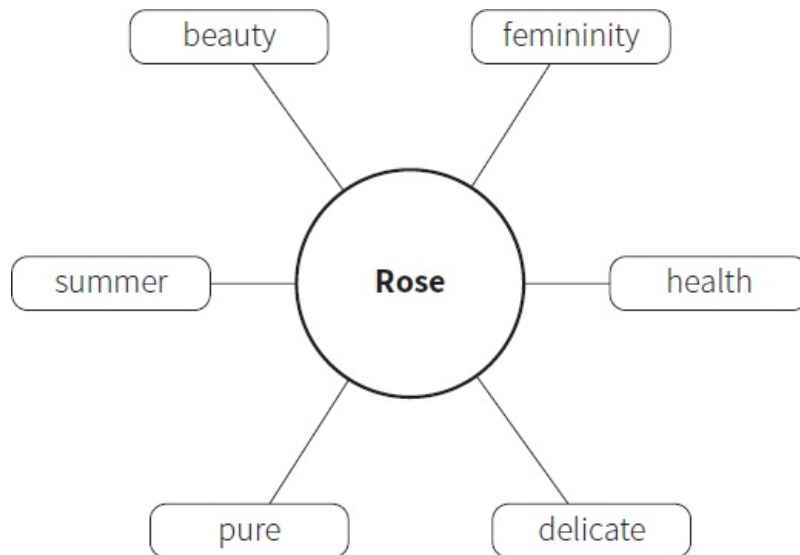 beauty
femininity
summer
Rose
health
pure
delicate